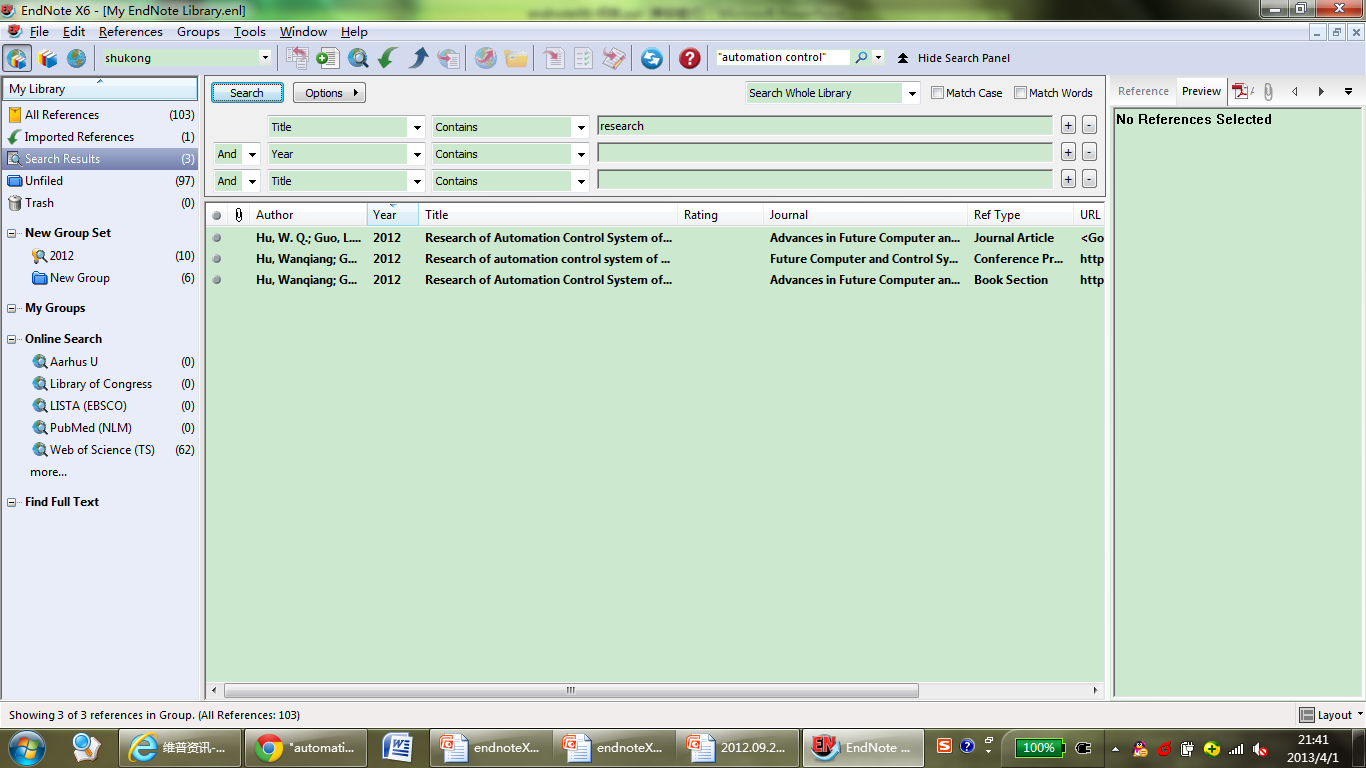 EndNote X6 - [My EndNote Library.enl]
File Edit References Groups Tools Window Help
shukong "automation control" Hide Search Panel
My Library
All References (103)
Imported References (1)
Search Results (3)
Unfiled (97)
Trash (0)
New Group Set
2012 (10)
New Group (6)
My Groups
Online Search
Aarhus U (0)
Library of Congress (0)
LISTA (EBSCO) (0)
PubMed (NLM) (0)
Web of Science (TS) (62)
more...
Find Full Text
Search Options Search Whole Library Match Case Match Words
Title Contains research + -
And Year Contains + -
And Title Contains + -
Author Year Title Rating Journal Ref Type URL
Hu, W. Q.; Guo, L.... 2012 Research of Automation Control System of... Advances in Future Computer an... Journal Article <Go
Hu, Wanqiang; G... 2012 Research of automation control system of ... Future Computer and Control Sy... Conference Pr... http
Hu, Wanqiang; G... 2012 Research of Automation Control System of... Advances in Future Computer an... Book Section http
Reference Preview
No References Selected
Showing 3 of 3 references in Group. (All References: 103) Layout
维普资讯-... "automati... endnoteX... endnoteX... 2012.09.2... EndNote ... 100% 21:41
2013/4/1